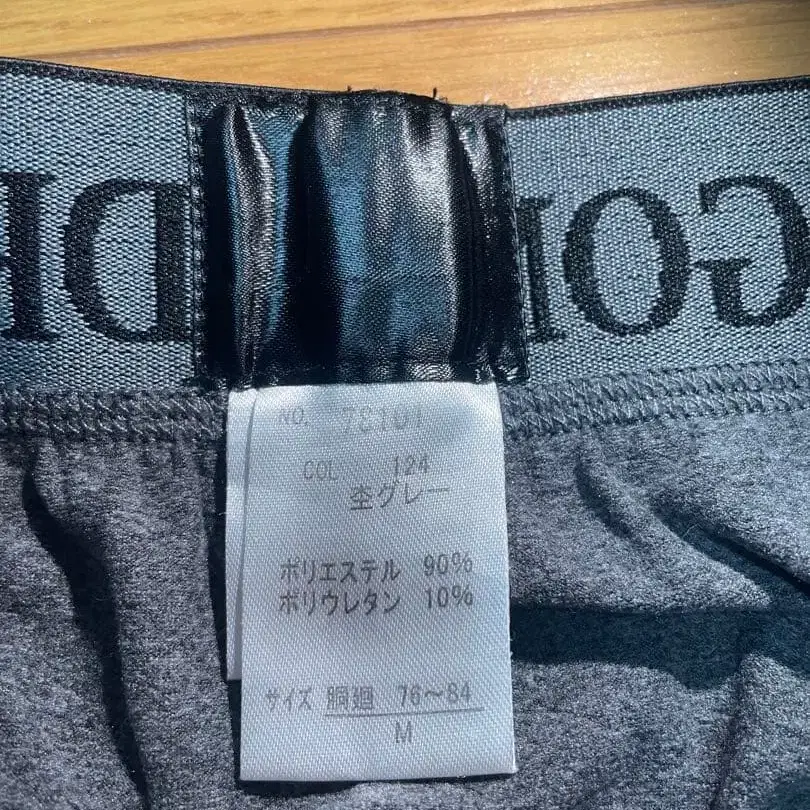 NO. 78101
COL 124
杢グレー
ポリエステル 90%
ポリウレタン 10%
サイズ 胴廻 76〜84
M